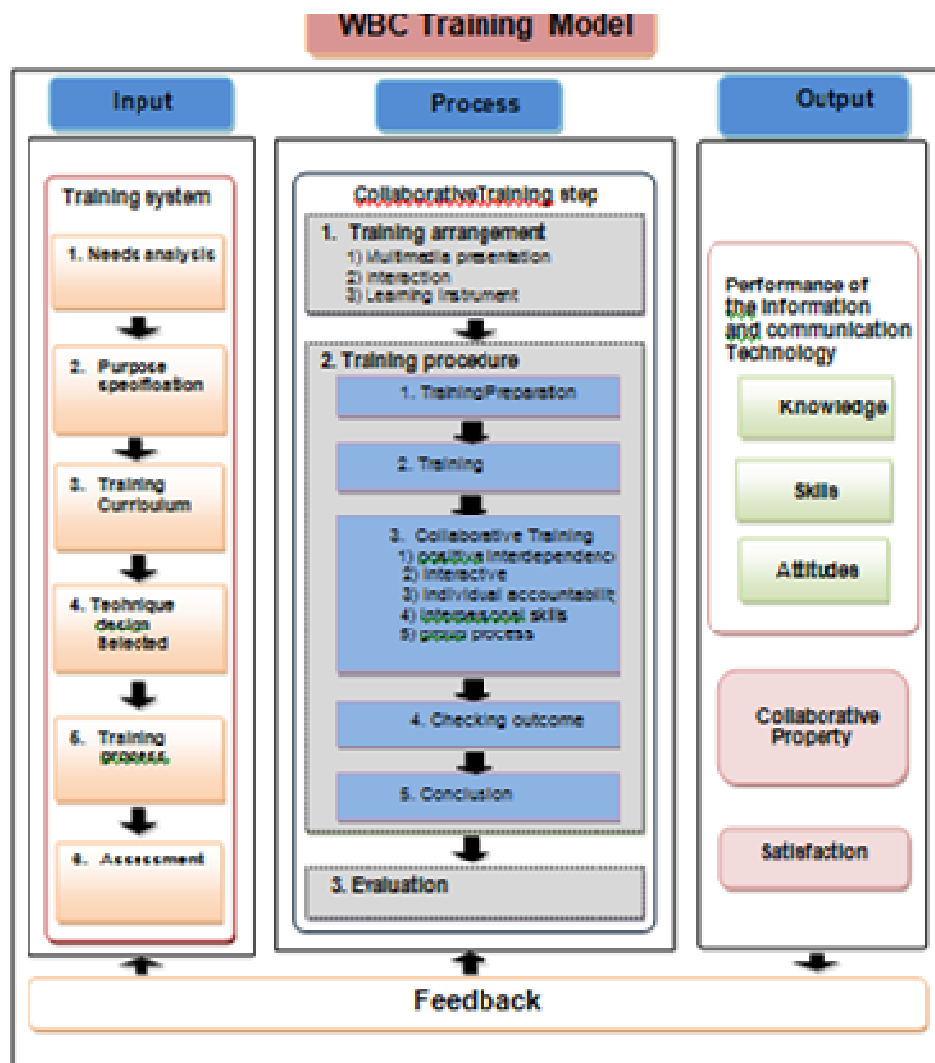 WBC Training Model
Input
Process
Output
Training system
1. Needs analysis
2. Purpose
specification
3. Training
Curriculum
4. Technique
design
Selected
5. Training
process
6. Assessment
CollaborativeTraining step
1. Training arrangement
1) Multimedia presentation
2) Interaction
3) Learning Instrument
2. Training procedure
1. TrainingPreparation
2. Training
3. Collaborative Training
1) positive interdependency
2) Interactive
3) Individual accountability
4) Interpersonal skills
5) group process
4. Checking outcome
5. Conclusion
3. Evaluation
Performance of
the Information
and communication
Technology
Knowledge
Skills
Attitudes
Collaborative
Property
Satisfaction
Feedback